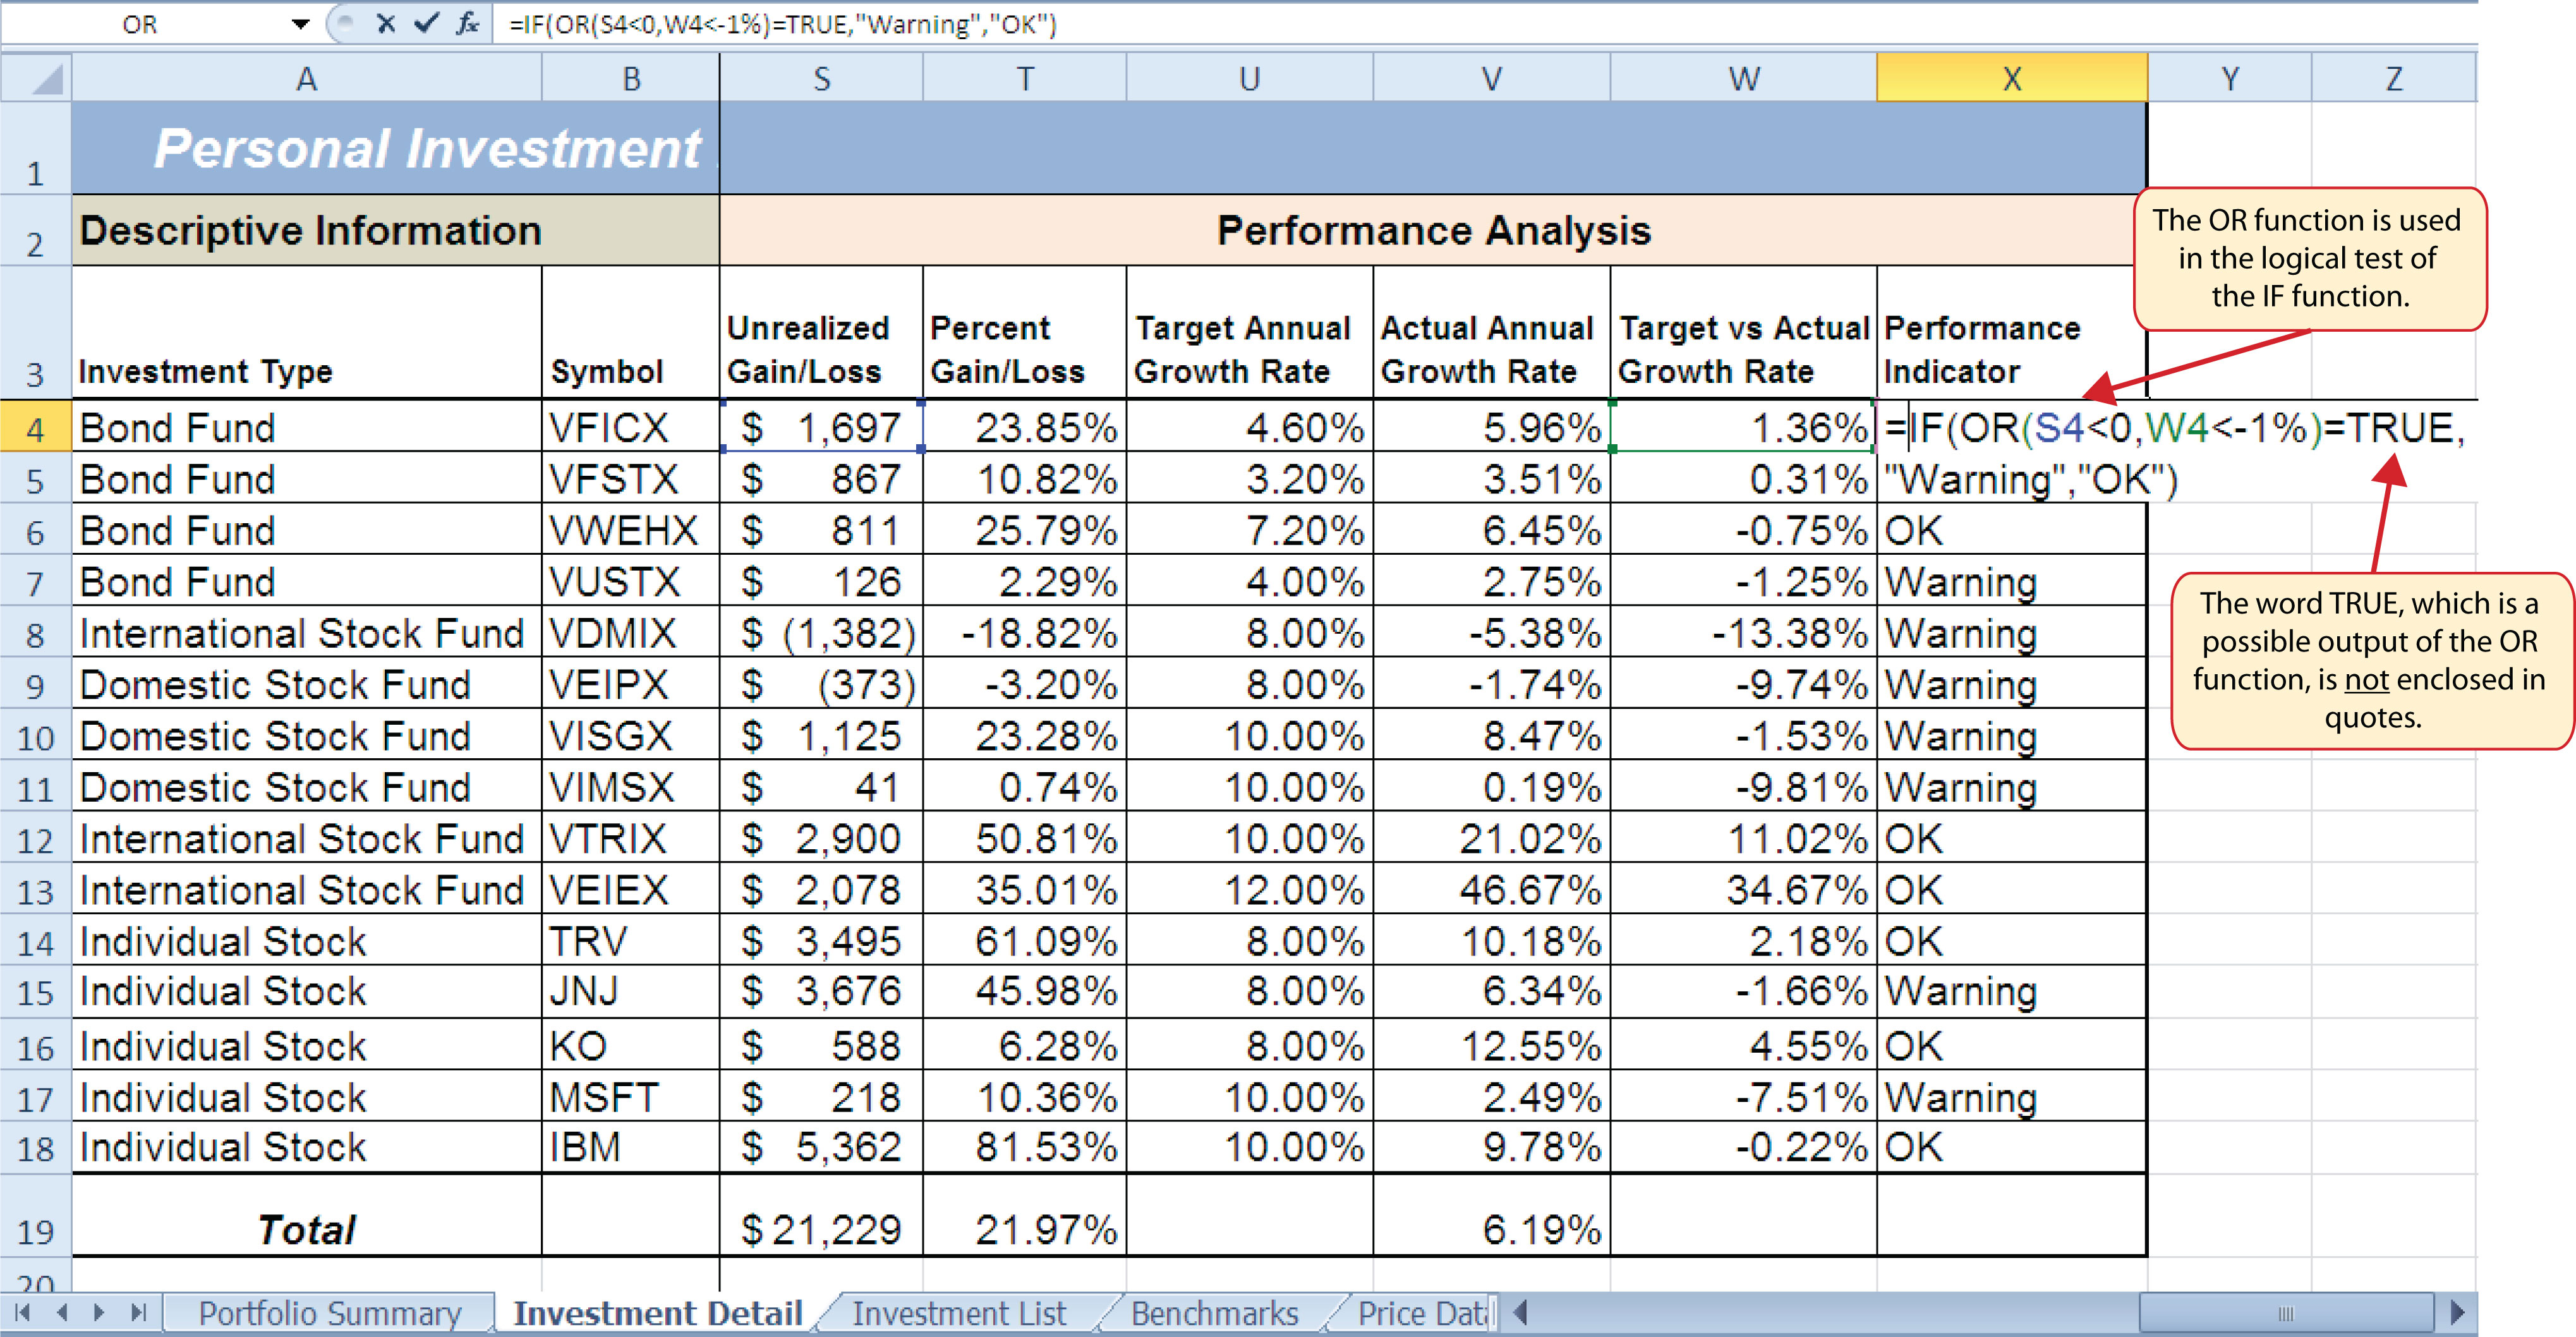 OR =IF(OR(S4<0,W4<-1%)=TRUE,"Warning","OK")
A B S T U V W X Y Z
1 Personal Investment
2 Descriptive Information Performance Analysis
The OR function is used
in the logical test of
the IF function.
Unrealized Percent Target Annual Actual Annual Target vs Actual Performance
3 Investment Type Symbol Gain/Loss Gain/Loss Growth Rate Growth Rate Growth Rate Indicator
4 Bond Fund VFICX $ 1,697 23.85% 4.60% 5.96% 1.36% =IF(OR(S4<0,W4<-1%)=TRUE,
5 Bond Fund VFSTX $ 867 10.82% 3.20% 3.51% 0.31% "Warning","OK")
6 Bond Fund VWEHX $ 811 25.79% 7.20% 6.45% -0.75% OK
7 Bond Fund VUSTX $ 126 2.29% 4.00% 2.75% -1.25% Warning
8 International Stock Fund VDMIX $ (1,382) -18.82% 8.00% -5.38% -13.38% Warning
9 Domestic Stock Fund VEIPX $ (373) -3.20% 8.00% -1.74% -9.74% Warning
10 Domestic Stock Fund VISGX $ 1,125 23.28% 10.00% 8.47% -1.53% Warning
11 Domestic Stock Fund VIMSX $ 41 0.74% 10.00% 0.19% -9.81% Warning
12 International Stock Fund VTRIX $ 2,900 50.81% 10.00% 21.02% 11.02% OK
13 International Stock Fund VEIEX $ 2,078 35.01% 12.00% 46.67% 34.67% OK
14 Individual Stock TRV $ 3,495 61.09% 8.00% 10.18% 2.18% OK
15 Individual Stock JNJ $ 3,676 45.98% 8.00% 6.34% -1.66% Warning
16 Individual Stock KO $ 588 6.28% 8.00% 12.55% 4.55% OK
17 Individual Stock MSFT $ 218 10.36% 10.00% 2.49% -7.51% Warning
18 Individual Stock IBM $ 5,362 81.53% 10.00% 9.78% -0.22% OK
19 Total $ 21,229 21.97% 6.19%
20
The word TRUE, which is a
possible output of the OR
function, is not enclosed in
quotes.
Portfolio Summary Investment Detail Investment List Benchmarks Price Dat